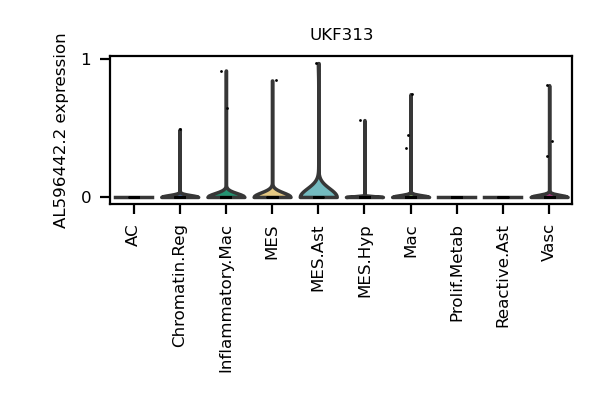 UKF313
AL596442.2 expression
1
0
AC
Chromatin.Reg
Inflammatory.Mac
MES
MES.Ast
MES.Hyp
Mac
Prolif.Metab
Reactive.Ast
Vasc